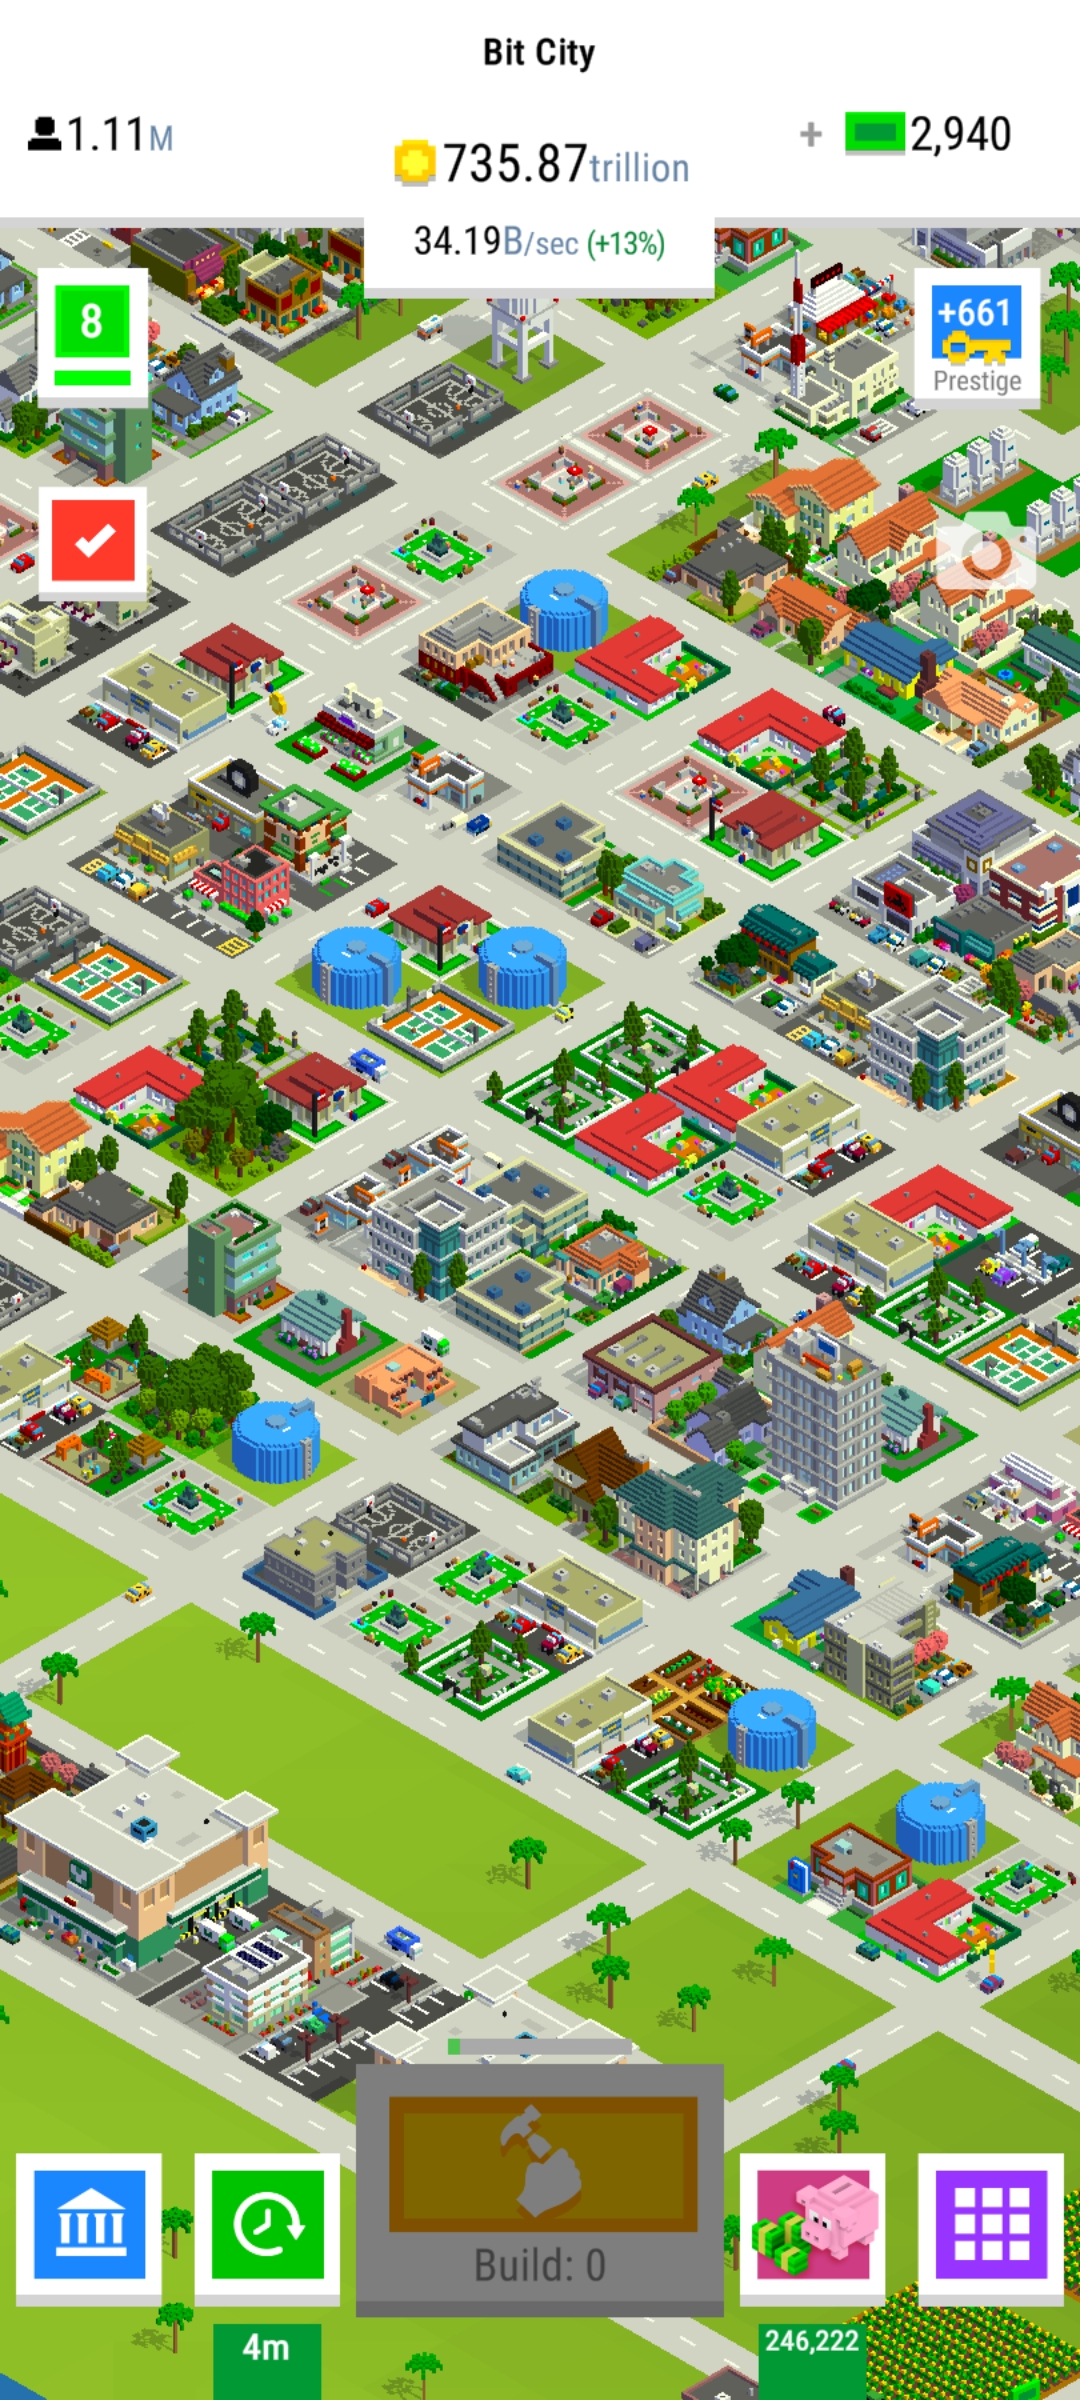 Bit City
1.11M
735.87trillion
+ 2,940
34.19B/sec (+13%)
8
+661
Prestige
Build: 0
4m
246,222